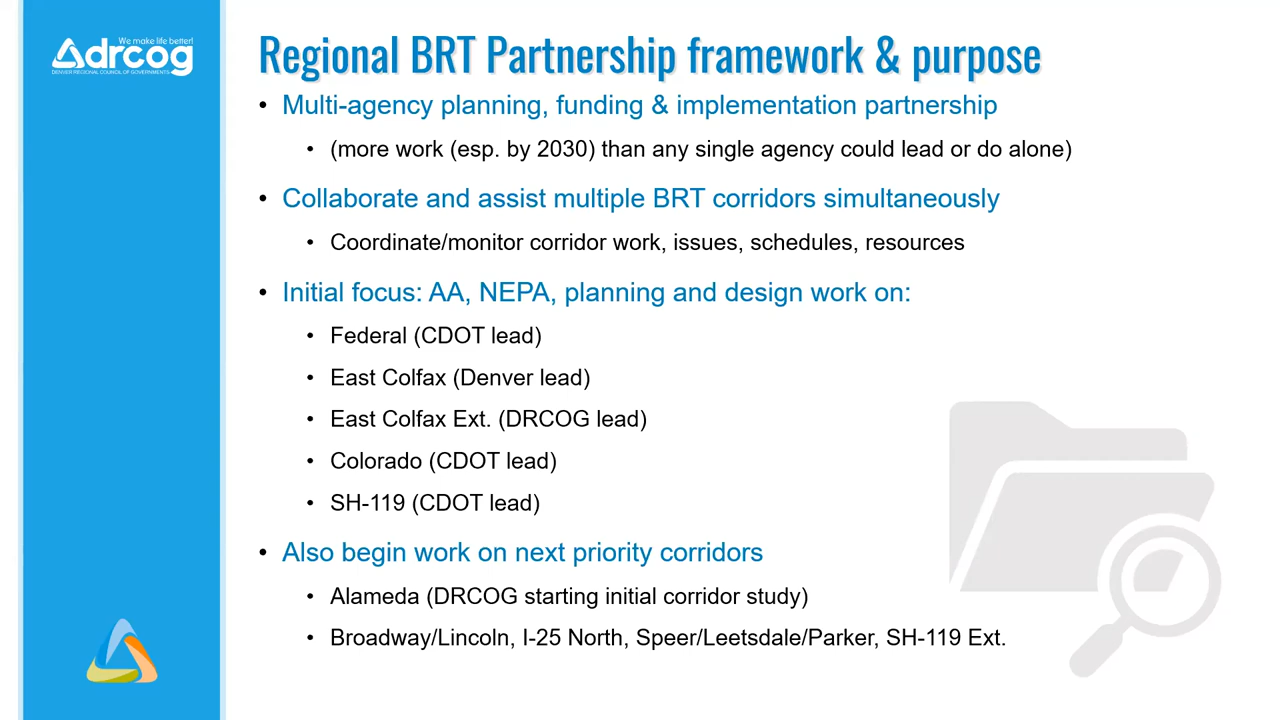 We make life better!
drcog
DENVER REGIONAL COUNCIL OF GOVERNMENTS
Regional BRT Partnership framework & purpose
• Multi-agency planning, funding & implementation partnership
• (more work (esp. by 2030) than any single agency could lead or do alone)
• Collaborate and assist multiple BRT corridors simultaneously
• Coordinate/monitor corridor work, issues, schedules, resources
• Initial focus: AA, NEPA, planning and design work on:
• Federal (CDOT lead)
• East Colfax (Denver lead)
• East Colfax Ext. (DRCOG lead)
• Colorado (CDOT lead)
• SH-119 (CDOT lead)
• Also begin work on next priority corridors
• Alameda (DRCOG starting initial corridor study)
• Broadway/Lincoln, I-25 North, Speer/Leetsdale/Parker, SH-119 Ext.